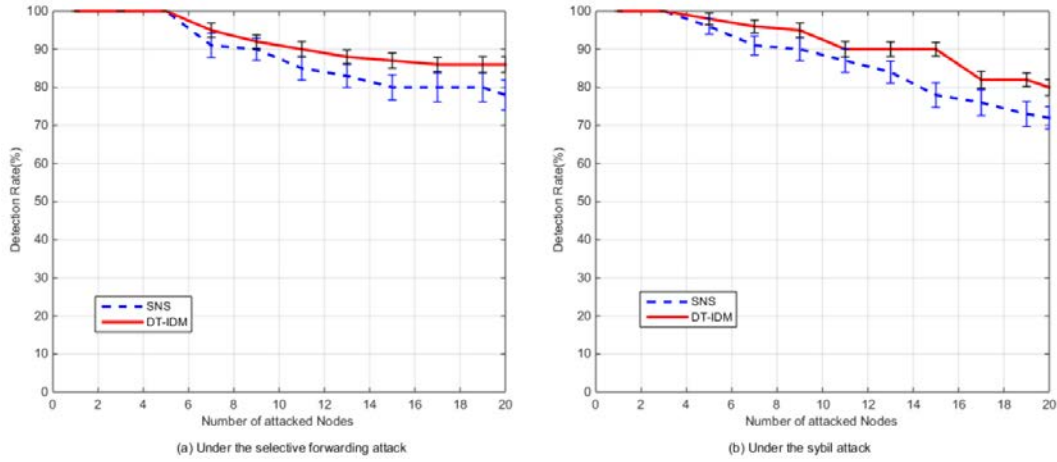 100
90
80
70
60
50
40
30
20
10
0
Detection Rate(%)
SNS
DT-IDM
0 2 4 6 8 10 12 14 16 18 20
Number of attacked Nodes
(a) Under the selective forwarding attack
100
90
80
70
60
50
40
30
20
10
0
Detection Rate(%)
SNS
DT-IDM
0 2 4 6 8 10 12 14 16 18 20
Number of attacked Nodes
(b) Under the sybil attack